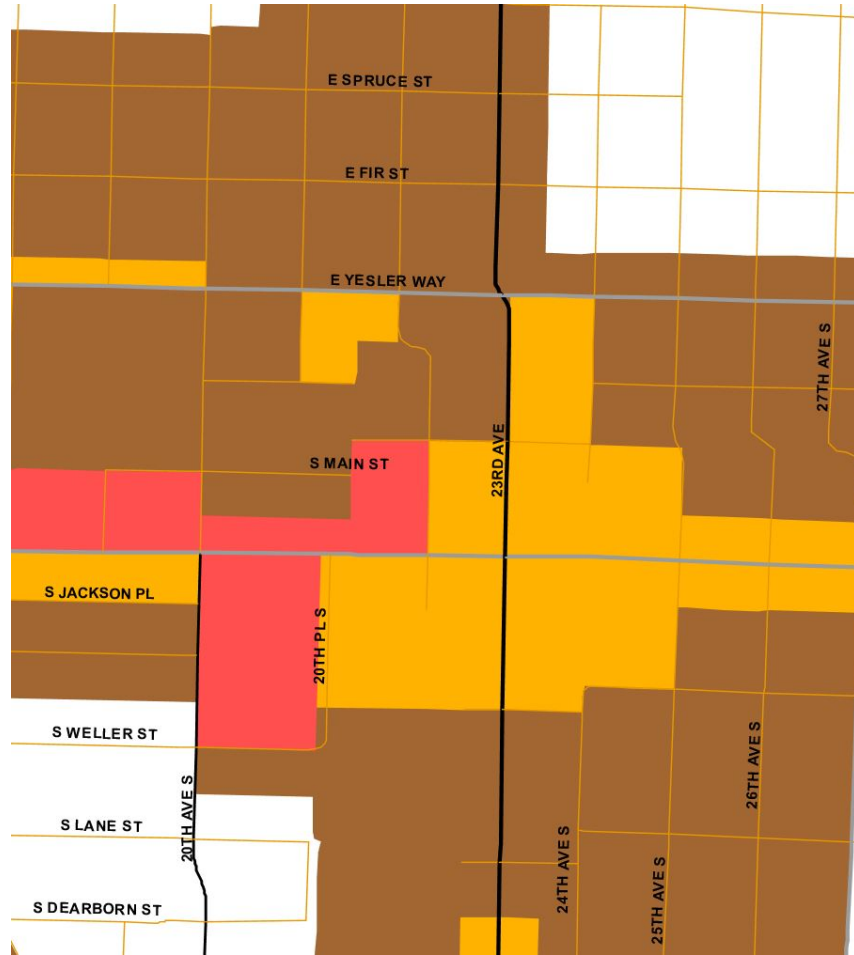 E SPRUCE ST
E FIR ST
E YESLER WAY
27TH AVE S
23RD AVE
S MAIN ST
S JACKSON PL
20TH PL S
S WELLER ST
26TH AVE S
20TH AVE S
S LANE ST
24TH AVE S
25TH AVE S
S DEARBORN ST